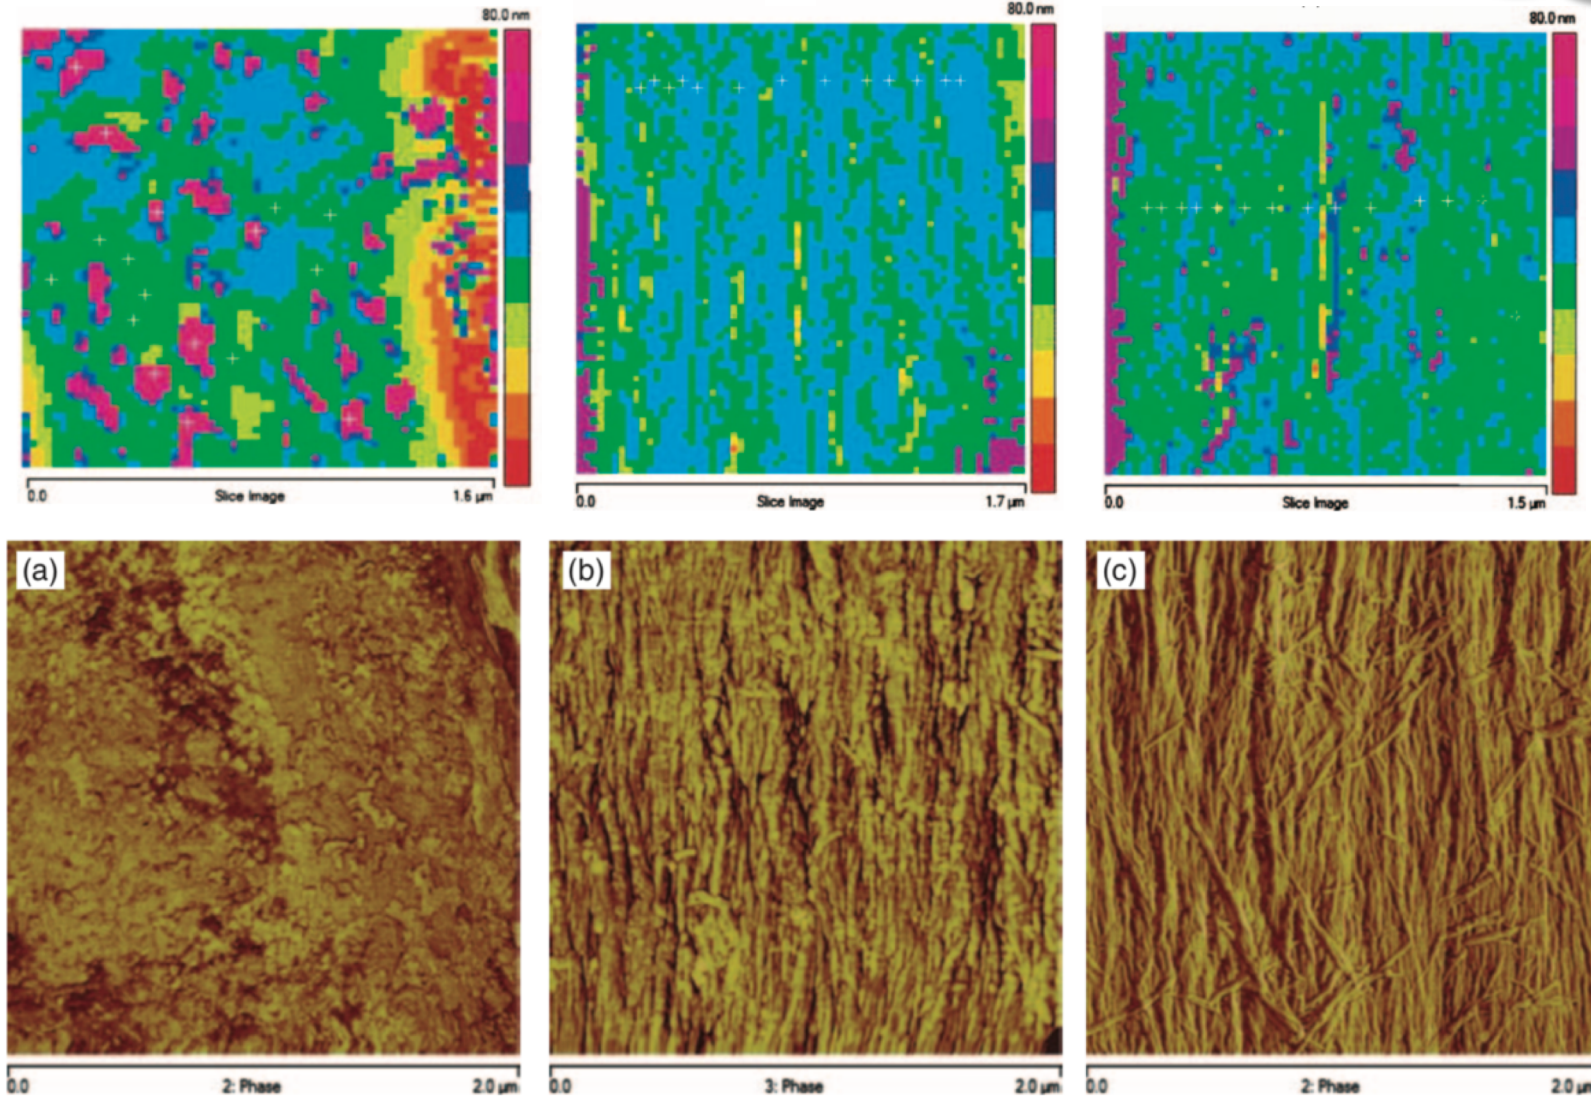 80.0 nm
80.0 nm
80.0 nm
0.0 Slice Image 1.6 µm
0.0 Slice Image 1.7 µm
0.0 Slice Image 1.5 µm
(a)
(b)
(c)
0.0 2: Phase 2.0 µm
0.0 3: Phase 2.0 µm
0.0 2: Phase 2.0 µm